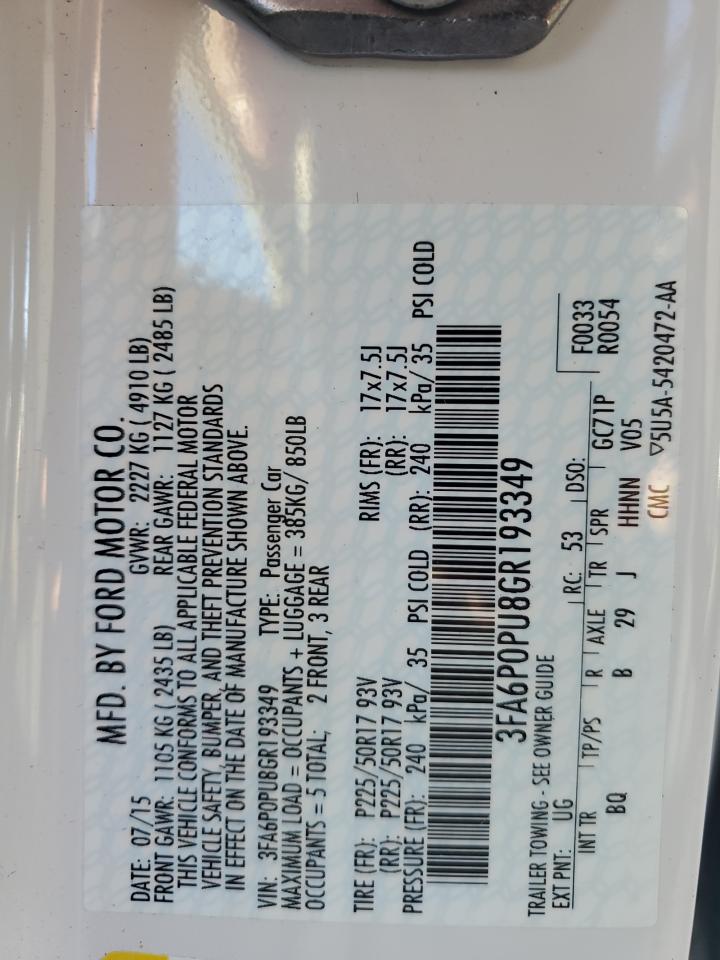 MFD. BY FORD MOTOR CO.
DATE: 07/15 GVWR: 2227 KG ( 4910 LB)
FRONT GAWR: 1105 KG ( 2435 LB) REAR GAWR: 1127 KG ( 2485 LB)
THIS VEHICLE CONFORMS TO ALL APPLICABLE FEDERAL MOTOR
VEHICLE SAFETY, BUMPER, AND THEFT PREVENTION STANDARDS
IN EFFECT ON THE DATE OF MANUFACTURE SHOWN ABOVE.
VIN: 3FA6P0PU8GR193349 TYPE: Passenger Car
MAXIMUM LOAD = OCCUPANTS + LUGGAGE = 385KG/ 850LB
OCCUPANTS = 5 TOTAL; 2 FRONT, 3 REAR
TIRE (FR): P225/50R17 93V RIMS (FR): 17x7.5J
(RR): P225/50R17 93V (RR): 17x7.5J
PRESSURE (FR): 240 kPa/ 35 PSI COLD (RR): 240 kPa/ 35 PSI COLD
3FA6P0PU8GR193349
TRAILER TOWING - SEE OWNER GUIDE
EXT PNT: UG RC: 53 DSO: F0033
R0054
INT TR TP/PS R AXLE TR SPR GC71P
BQ B 29 J HHNN V05
CMC ▽5U5A-5420472-AA